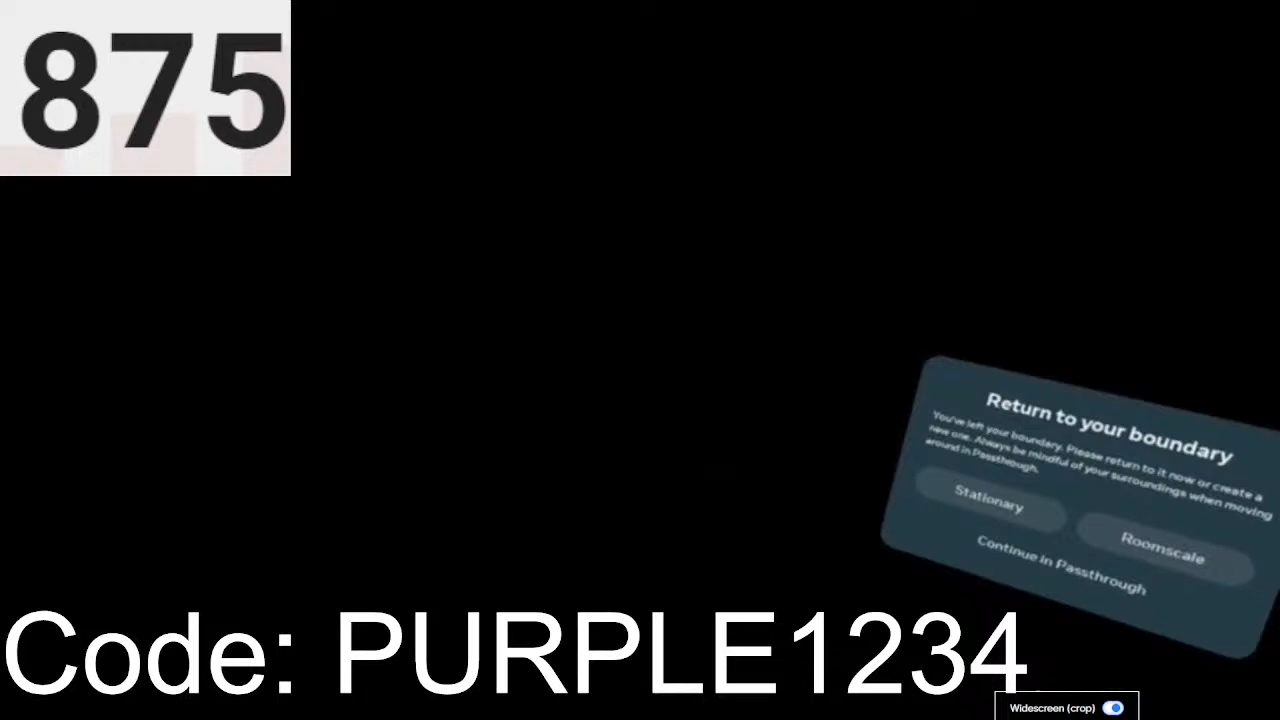 875
Return to your boundary
You've left your boundary. Please return to it now or create a
new one. Always be mindful of your surroundings when moving
around in Passthrough.
Stationary
Roomscale
Continue in Passthrough
Code: PURPLE1234
Widescreen (crop)